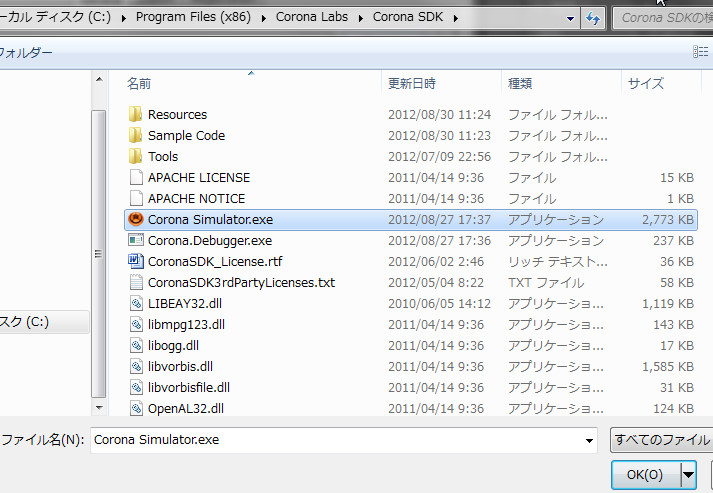 ーカル ディスク (C:) ▸ Program Files (x86) ▸ Corona Labs ▸ Corona SDK ▸ Corona SDKの検
フォルダー
名前 更新日時 種類 サイズ
Resources 2012/08/30 11:24 ファイル フォル...
Sample Code 2012/08/30 11:23 ファイル フォル...
Tools 2012/07/09 22:56 ファイル フォル...
APACHE LICENSE 2011/04/14 9:36 ファイル 15 KB
APACHE NOTICE 2011/04/14 9:36 ファイル 1 KB
Corona Simulator.exe 2012/08/27 17:37 アプリケーション 2,773 KB
Corona.Debugger.exe 2012/08/27 17:36 アプリケーション 237 KB
CoronaSDK_License.rtf 2012/06/02 2:46 リッチ テキスト... 36 KB
CoronaSDK3rdPartyLicenses.txt 2012/05/04 8:22 TXT ファイル 58 KB
LIBEAY32.dll 2010/06/05 14:12 アプリケーショ... 1,119 KB
libmpg123.dll 2011/04/14 9:36 アプリケーショ... 143 KB
libogg.dll 2011/04/14 9:36 アプリケーショ... 17 KB
スク (C:)
libvorbis.dll 2011/04/14 9:36 アプリケーショ... 1,585 KB
libvorbisfile.dll 2011/04/14 9:36 アプリケーショ... 31 KB
OpenAL32.dll 2011/04/14 9:36 アプリケーショ... 124 KB
ファイル名(N): Corona Simulator.exe すべてのファイル
OK(O)